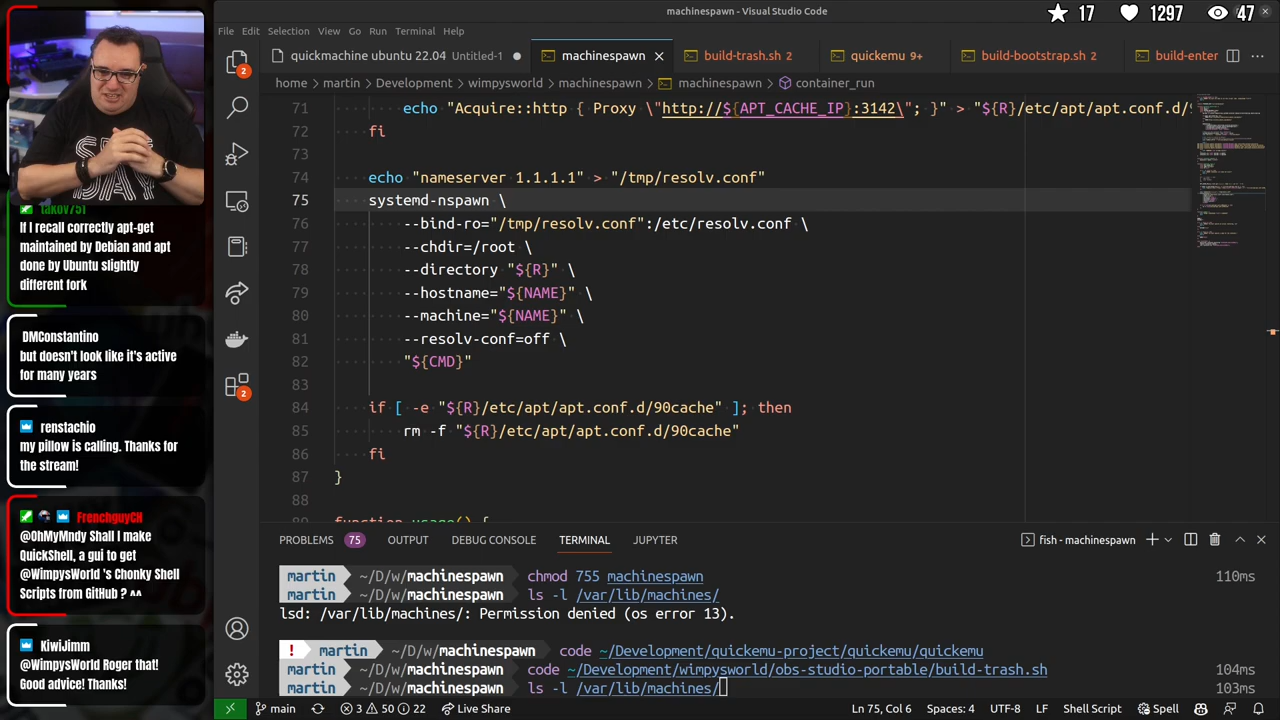 machinespawn - Visual Studio Code
17 1297 47
File Edit Selection View Go Run Terminal Help
quickmachine ubuntu 22.04 Untitled-1 machinespawn build-trash.sh 2 quickemu 9+ build-bootstrap.sh 2 build-enter
home > martin > Development > wimpysworld > machinespawn > machinespawn >
71 echo "Acquire::http { Proxy \"http://${APT_CACHE_IP}:3142\"; }" > "${R}/etc/apt/apt.conf.d/
72 fi
73
74 echo "nameserver 1.1.1.1" > "/tmp/resolv.conf"
75 systemd-nspawn \
76 resolv.conf":/etc/resolv.conf \
77 --chdir=/root \
78 --directory "${R}" \
79 --hostname="${NAME}" \
80 --machine="${NAME}" \
81 --resolv-conf=off \
82 "${CMD}"
83
84 if [ -e "${R}/etc/apt/apt.conf.d/90cache" ]; then
85 rm -f "${R}/etc/apt/apt.conf.d/90cache"
86 fi
87 }
88
function usage() {
takov751
If I recall correctly apt-get
maintained by Debian and apt
done by Ubuntu slightly
different fork
DMConstantino
but doesn't look like it's active
for many years
renstachio
my pillow is calling. Thanks for
the stream!
FrenchguyCH
@OhMyMndy Shall I make
QuickShell, a gui to get
@WimpysWorld 's Chonky Shell
Scripts from GitHub ? ^^
KiwiJimm
@WimpysWorld Roger that!
Good advice! Thanks!
2
2
PROBLEMS 75 OUTPUT DEBUG CONSOLE TERMINAL JUPYTER fish - machinespawn
martin ~/D/w/machinespawn chmod 755 machinespawn 110ms
martin ~/D/w/machinespawn ls -l /var/lib/machines/
lsd: /var/lib/machines/: Permission denied (os error 13).
! martin ~/D/w/machinespawn code ~/Development/quickemu-project/quickemu/quickemu
martin ~/D/w/machinespawn code ~/Development/wimpysworld/obs-studio-portable/build-trash.sh 104ms
martin ~/D/w/machinespawn ls -l /var/lib/machines/ 103ms
main 3 50 22 Live Share Ln 75, Col 6 Spaces: 4 UTF-8 LF Shell Script Spell